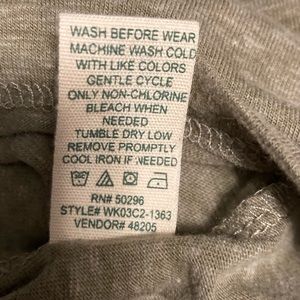 WASH BEFORE WEAR
MACHINE WASH COLD
WITH LIKE COLORS
GENTLE CYCLE
ONLY NON-CHLORINE
BLEACH WHEN
NEEDED
TUMBLE DRY LOW
REMOVE PROMPTLY
COOL IRON IF NEEDED
RN# 50296
STYLE# WK03C2-1363
VENDOR# 48205